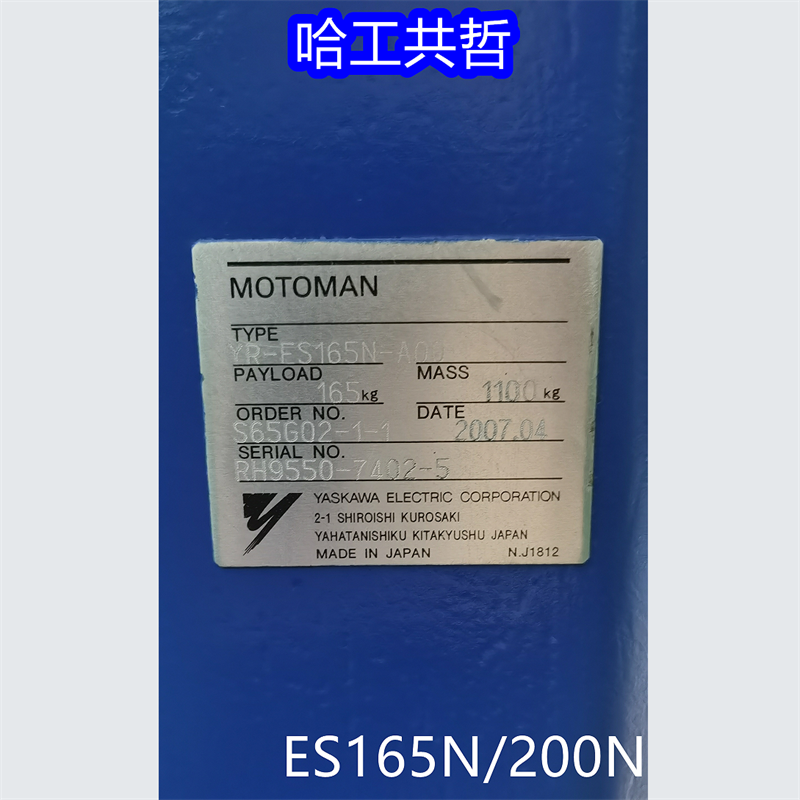 哈工共哲
MOTOMAN
TYPE
YR-ES165N-A00
PAYLOAD 165kg MASS 1100 kg
ORDER NO. S65G02-1-1 DATE 2007.04
SERIAL NO.
RH9550-7402-5
YASKAWA ELECTRIC CORPORATION
2-1 SHIROISHI KUROSAKI
YAHATANISHIKU KITAKYUSHU JAPAN
MADE IN JAPAN N.J1812
ES165N/200N